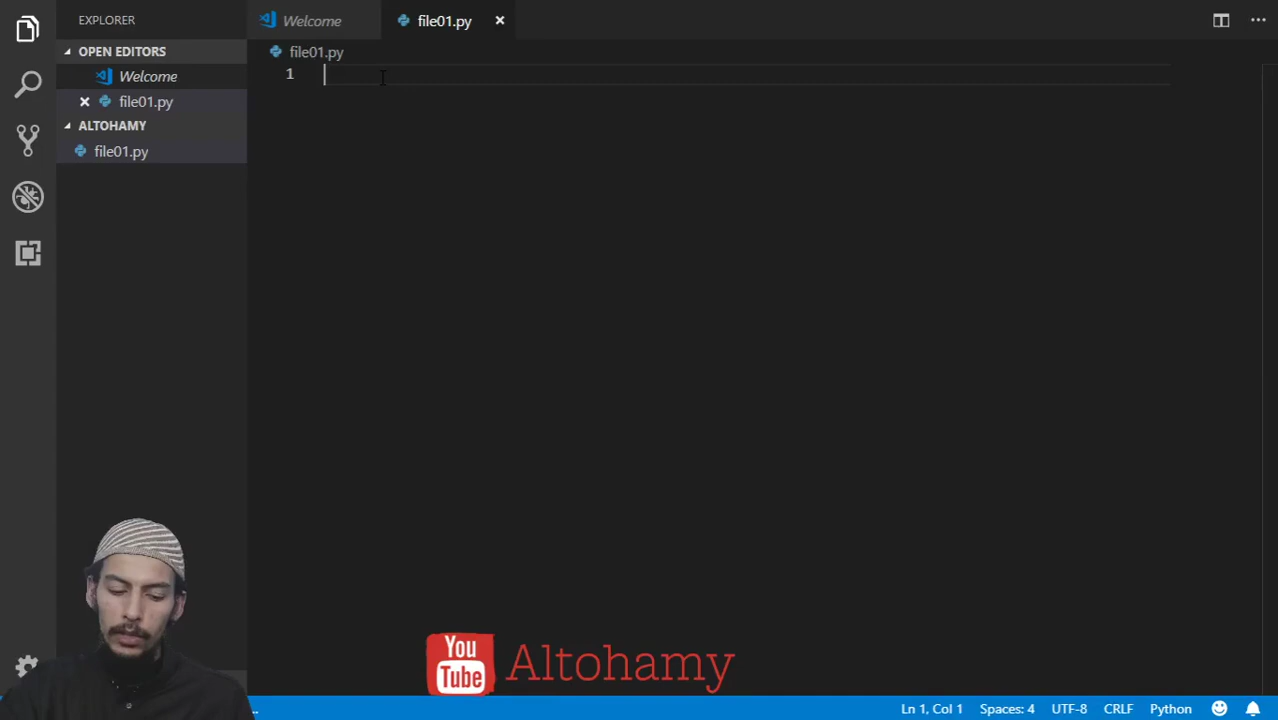 EXPLORER
OPEN EDITORS
Welcome
file01.py
ALTOHAMY
file01.py
Welcome
file01.py
file01.py
1
You
Tube
Altohamy
Ln 1, Col 1
Spaces: 4
UTF-8
CRLF
Python